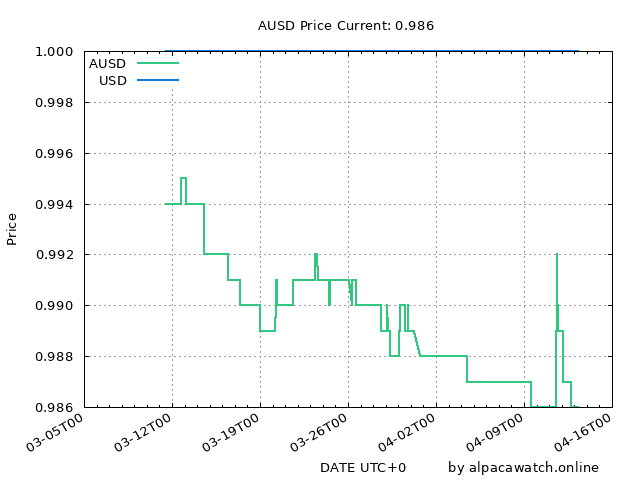 AUSD Price Current: 0.986
1.000
AUSD
USD
0.998
0.996
0.994
0.992
0.990
0.988
0.986
Price
03-05T00
03-12T00
03-19T00
03-26T00
04-02T00
04-09T00
04-16T00
DATE UTC+0
by alpacawatch.online